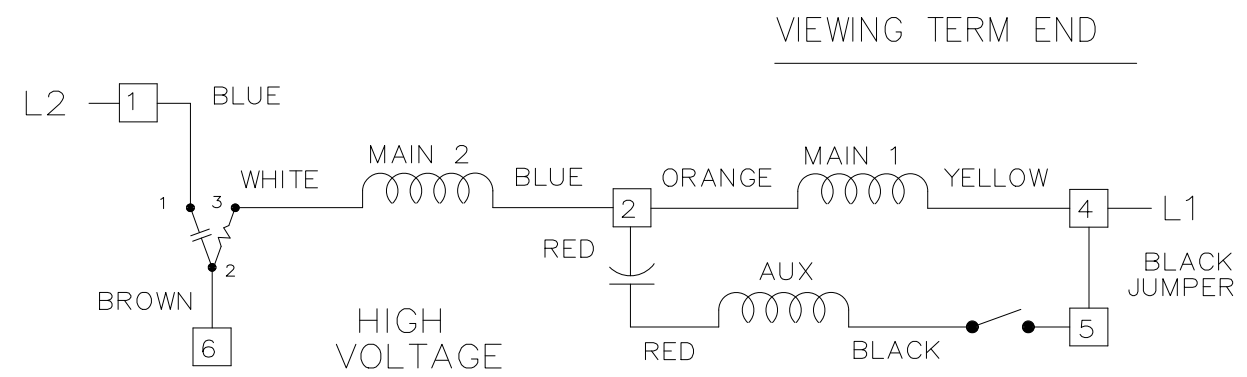 VIEWING TERM END
L2
1
BLUE
WHITE
MAIN 2
BLUE
2
ORANGE
MAIN 1
YELLOW
4
L1
1
3
2
BROWN
6
HIGH
VOLTAGE
RED
AUX
RED
BLACK
5
BLACK
JUMPER